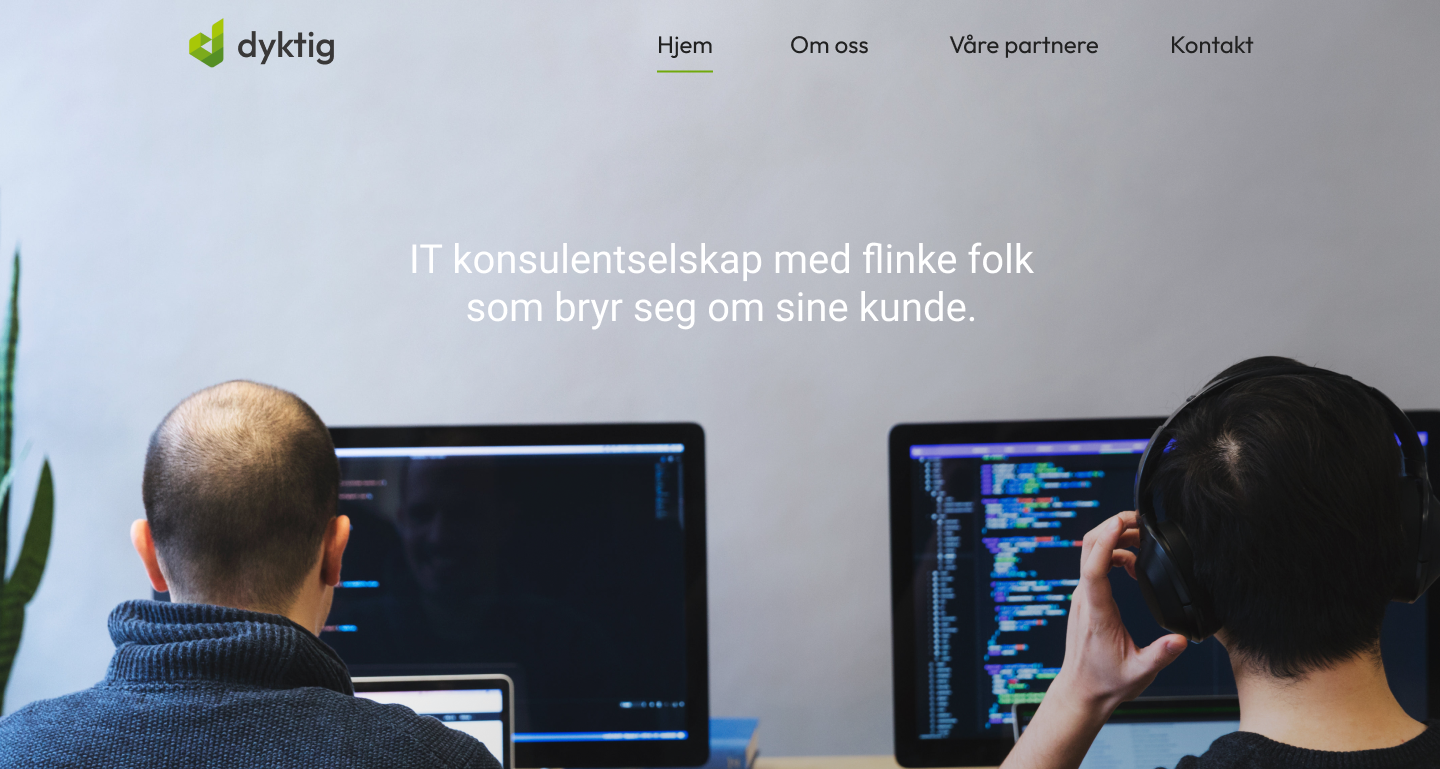 dyktig
Hjem
Om oss
Våre partnere
Kontakt
IT konsulentselskap med flinke folk
som bryr seg om sine kunde.